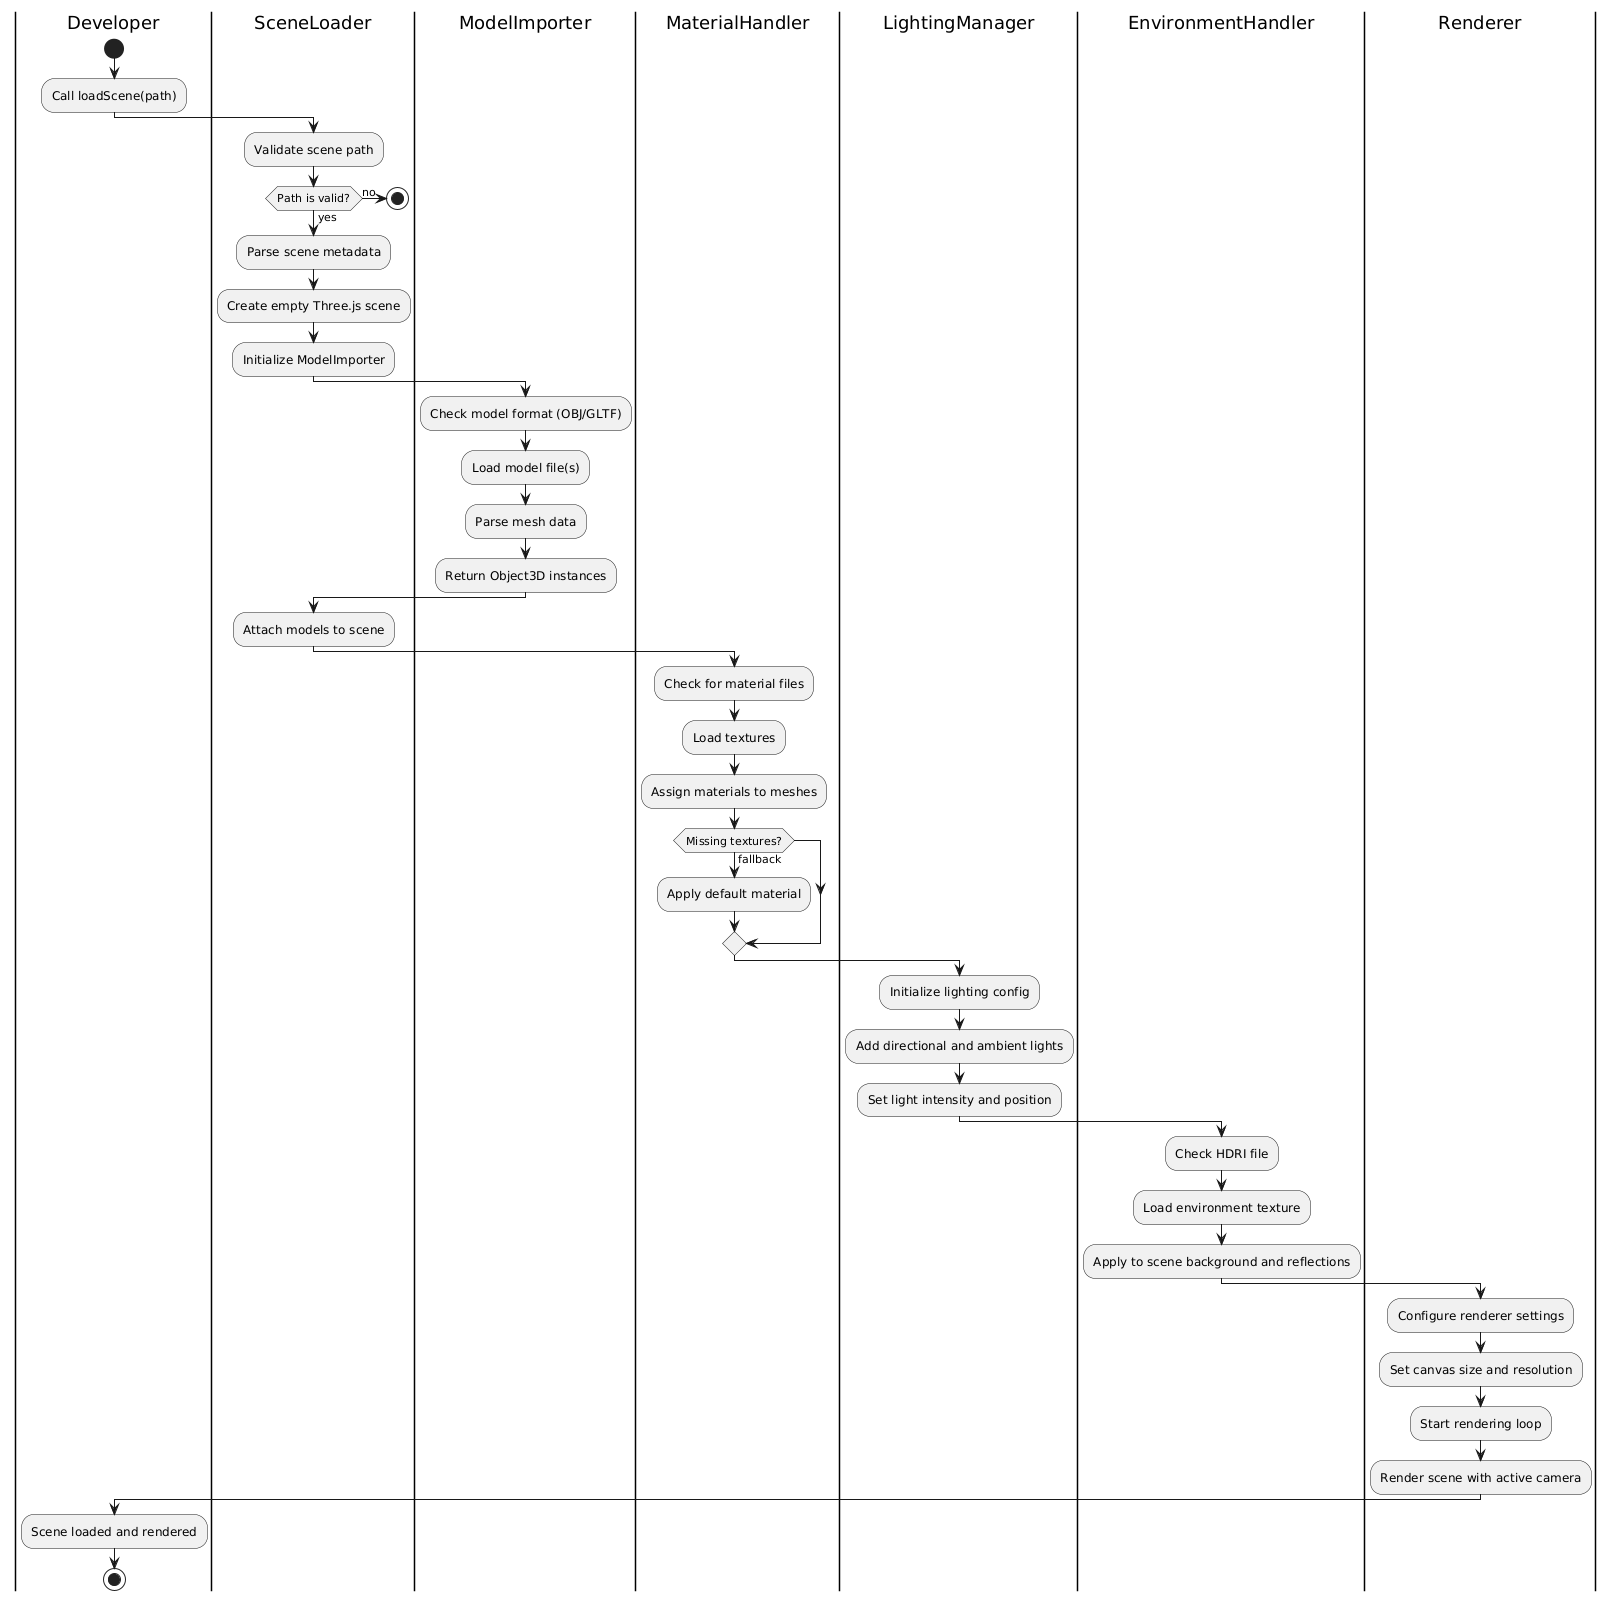 Developer
SceneLoader
ModelImporter
MaterialHandler
LightingManager
EnvironmentHandler
Renderer
Call loadScene(path)
Validate scene path
Path is valid?
no
yes
Parse scene metadata
Create empty Three.js scene
Initialize ModelImporter
Check model format (OBJ/GLTF)
Load model file(s)
Parse mesh data
Return Object3D instances
Attach models to scene
Check for material files
Load textures
Assign materials to meshes
Missing textures?
fallback
Apply default material
Initialize lighting config
Add directional and ambient lights
Set light intensity and position
Check HDRI file
Load environment texture
Apply to scene background and reflections
Configure renderer settings
Set canvas size and resolution
Start rendering loop
Render scene with active camera
Scene loaded and rendered